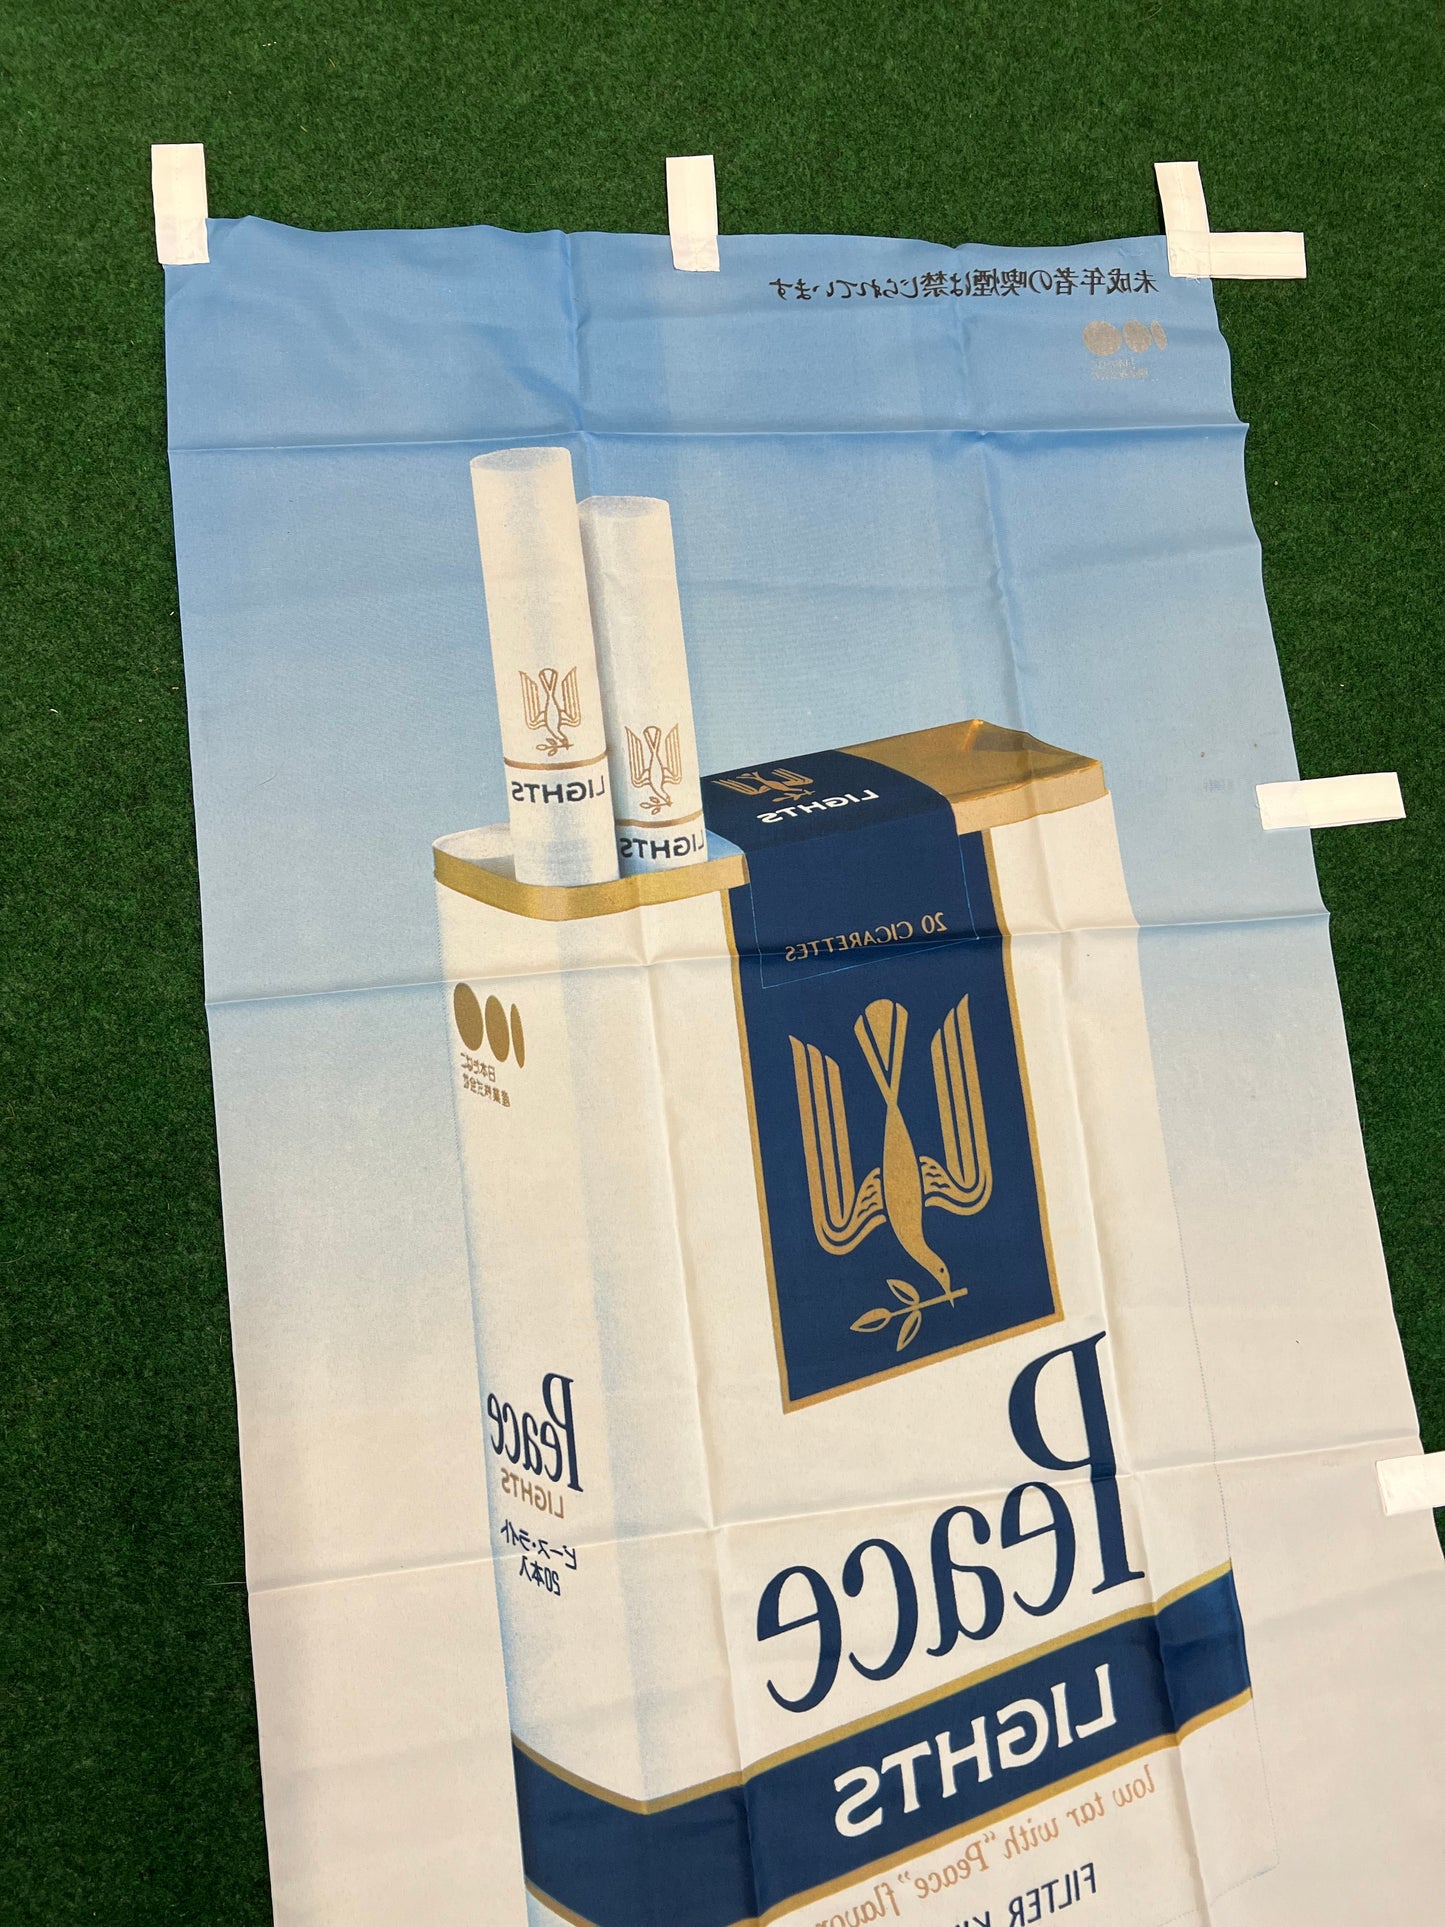 未成年者の喫煙は禁じられています
LIGHTS
LIGHTS
LIGHTS
20 CIGARETTES
日本たばこ
産業株式会社
Peace
LIGHTS
ピース・ライト
20本入
Peace
LIGHTS
low tar with "Peace" flavor
FILTER